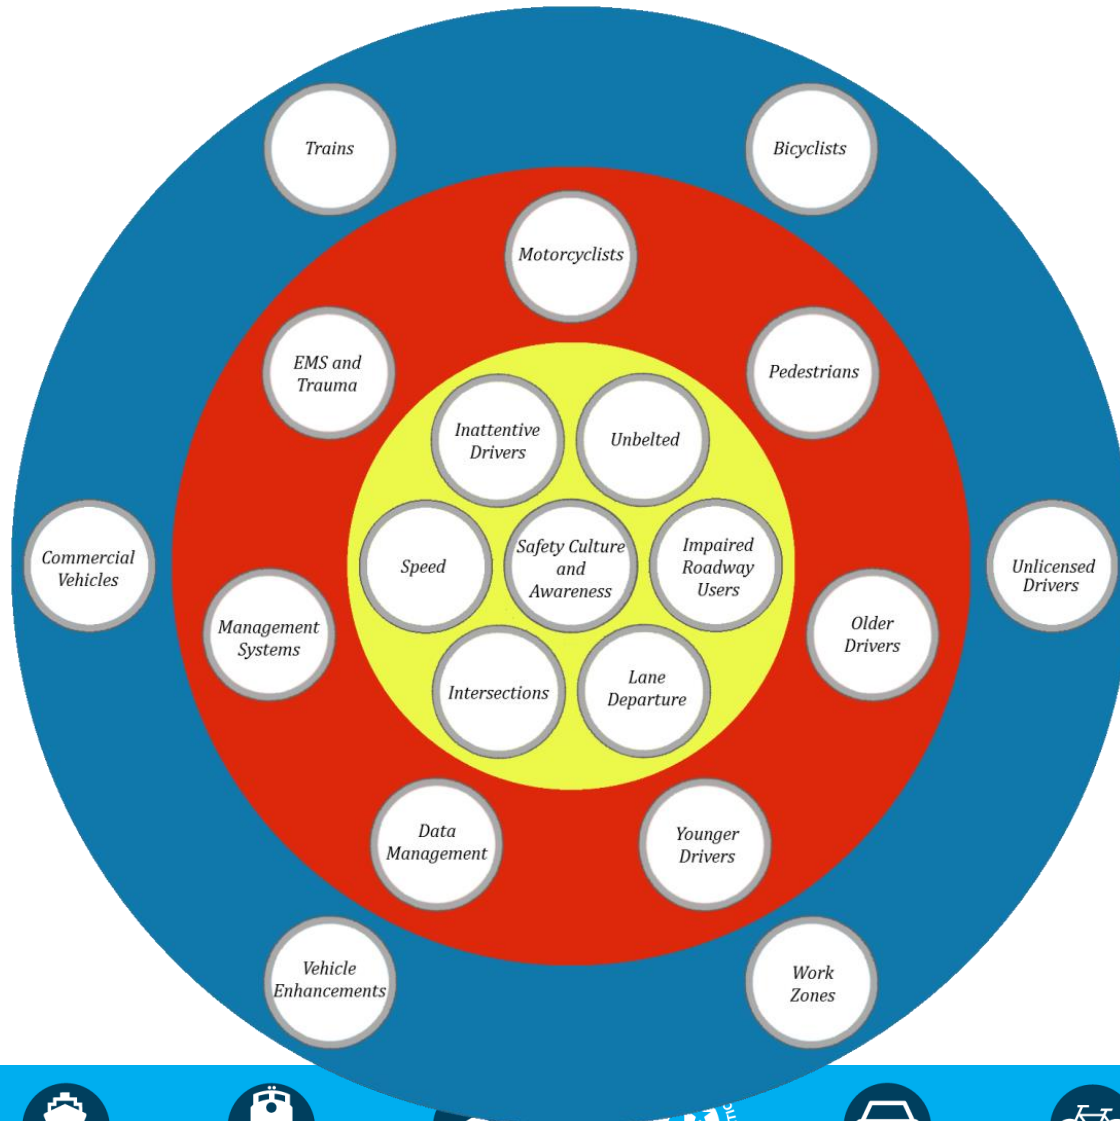 Trains
Bicyclists
Motorcyclists
EMS and
Trauma
Pedestrians
Inattentive
Drivers
Unbelted
Commercial
Vehicles
Speed
Safety Culture
and
Awareness
Impaired
Roadway
Users
Unlicensed
Drivers
Management
Systems
Older
Drivers
Intersections
Lane
Departure
Data
Management
Younger
Drivers
Vehicle
Enhancements
Work
Zones